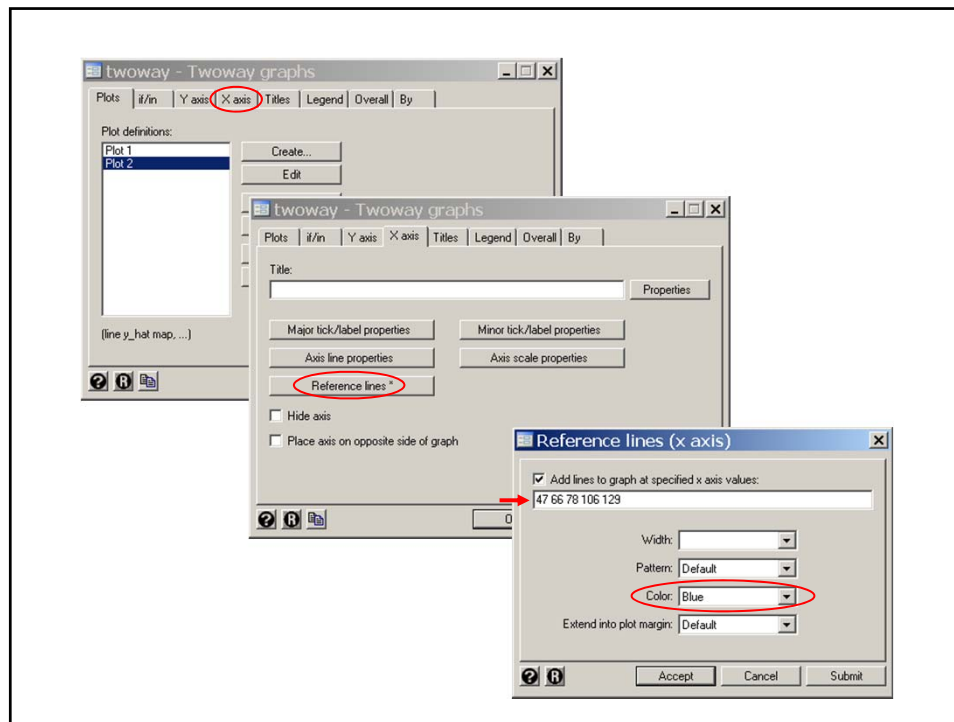 twoway - Twoway graphs
Plots if/in Y axis X axis Titles Legend Overall By
Plot definitions:
Plot 1
Plot 2
Create...
Edit
(line y_hat map, ...)
twoway - Twoway graphs
Plots if/in Y axis X axis Titles Legend Overall By
Title:
Properties
Major tick/label properties Minor tick/label properties
Axis line properties Axis scale properties
Reference lines *
Hide axis
Place axis on opposite side of graph
Reference lines (x axis)
Add lines to graph at specified x axis values:
47 66 78 106 129
Width:
Pattern: Default
Color: Blue
Extend into plot margin: Default
? R
Accept Cancel Submit